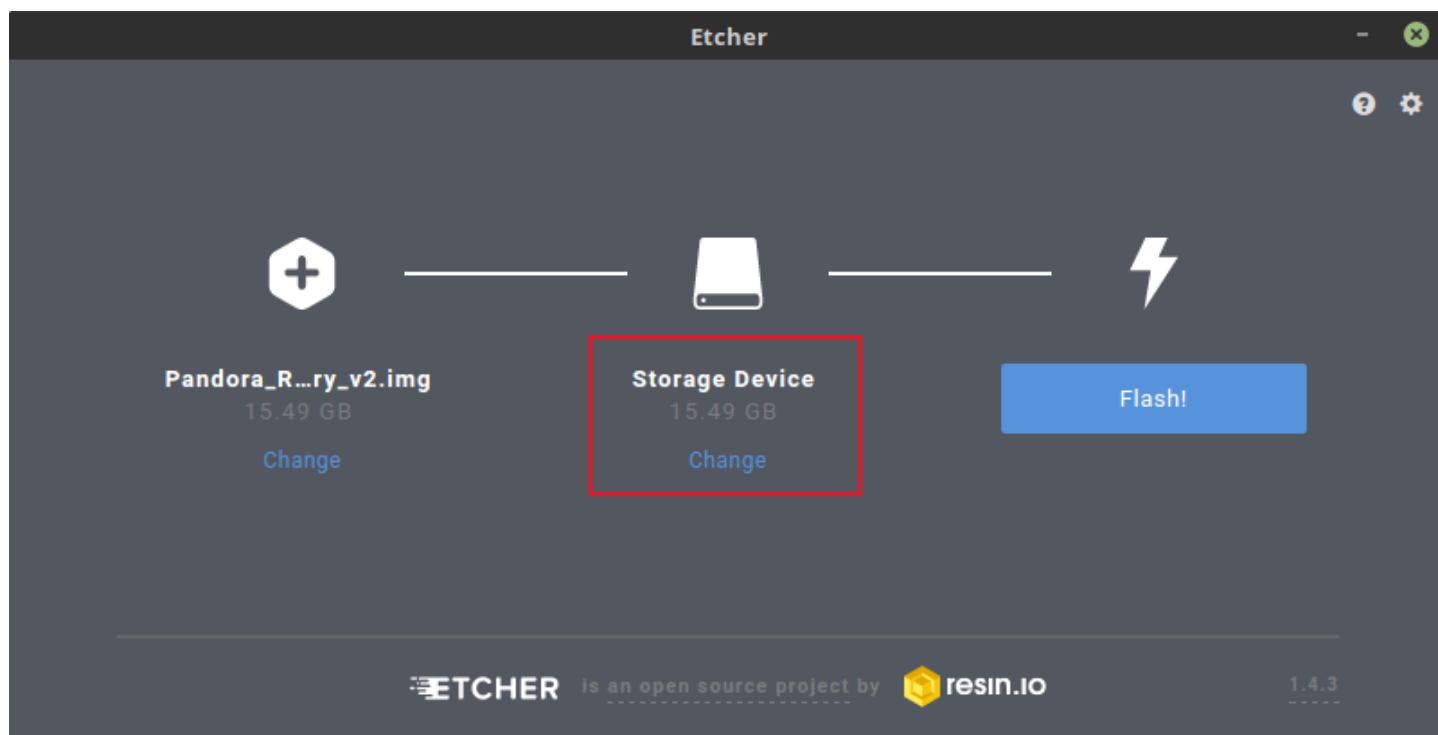 Etcher
Pandora_R...ry_v2.img
15.49 GB
Change
Storage Device
15.49 GB
Change
Flash!
ETCHER is an open source project by resin.io 1.4.3